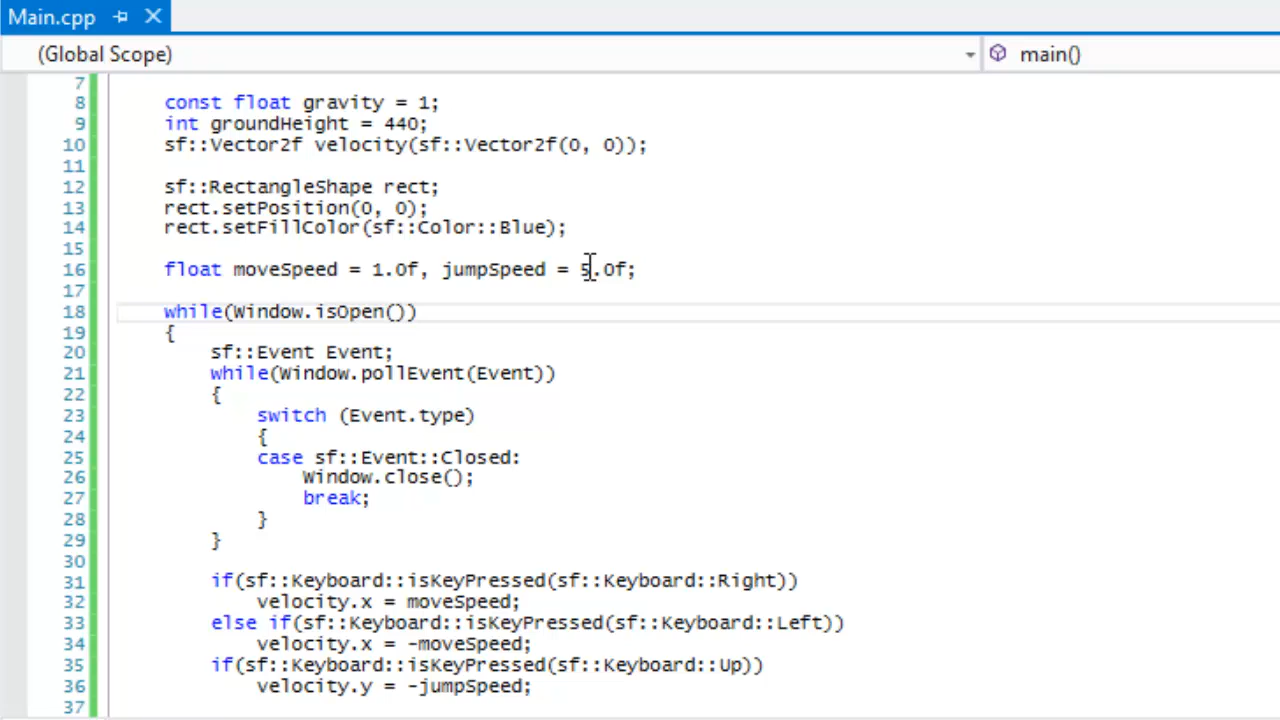 Main.cpp
(Global Scope)
main()
7
8 const float gravity = 1;
9 int groundHeight = 440;
10 sf::Vector2f velocity(sf::Vector2f(0, 0));
11
12 sf::RectangleShape rect;
13 rect.setPosition(0, 0);
14 rect.setFillColor(sf::Color::Blue);
15
16 float moveSpeed = 1.0f, jumpSpeed = 5.0f;
17
18 while(Window.isOpen())
19 {
20 sf::Event Event;
21 while(Window.pollEvent(Event))
22 {
23 switch (Event.type)
24 {
25 case sf::Event::Closed:
26 Window.close();
27 break;
28 }
29 }
30
31 if(sf::Keyboard::isKeyPressed(sf::Keyboard::Right))
32 velocity.x = moveSpeed;
33 else if(sf::Keyboard::isKeyPressed(sf::Keyboard::Left))
34 velocity.x = -moveSpeed;
35 if(sf::Keyboard::isKeyPressed(sf::Keyboard::Up))
36 velocity.y = -jumpSpeed;
37